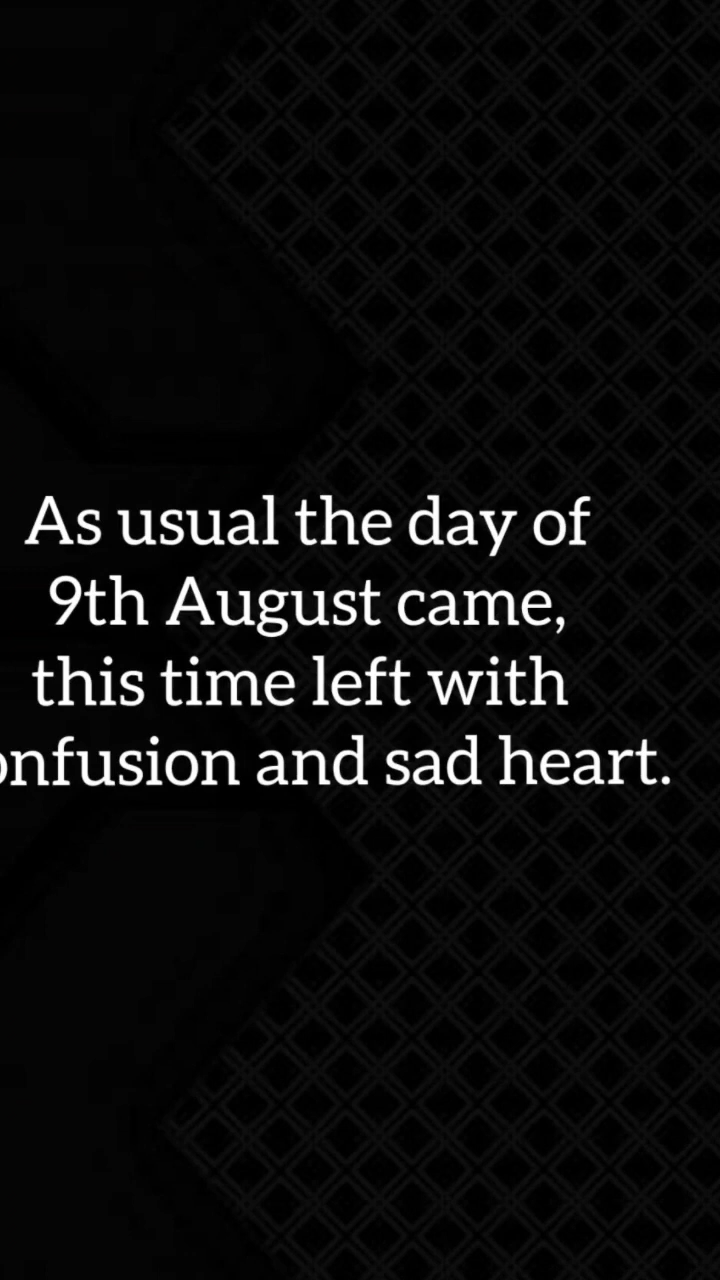 As usual the day of
9th August came,
this time left with
onfusion and sad heart.